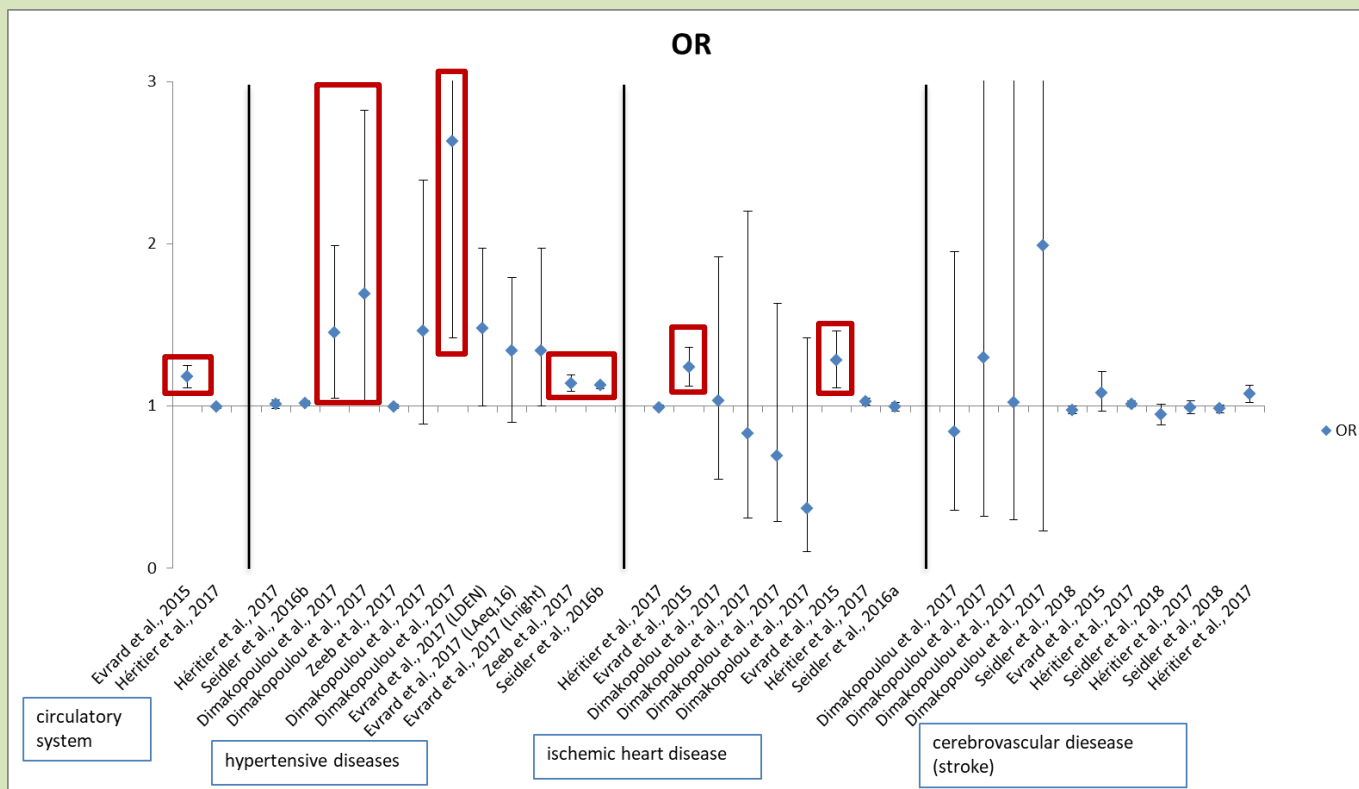 OR
3
2
1
0
OR
Evrard et al., 2015
Héritier et al., 2017
Héritier et al., 2017
Seidler et al., 2016b
Dimakopoulou et al., 2017
Dimakopoulou et al., 2017
Zeeb et al., 2017
Dimakopoulou et al., 2017
Dimakopoulou et al., 2017
Evrard et al., 2017 (LDEN)
Evrard et al., 2017 (LAeq,16)
Evrard et al., 2017 (Lnight)
Zeeb et al., 2017
Seidler et al., 2016b
Héritier et al., 2017
Evrard et al., 2015
Dimakopolou et al., 2017
Dimakopolou et al., 2017
Dimakopolou et al., 2017
Dimakopolou et al., 2017
Evrard et al., 2015
Héritier et al., 2017
Seidler et al., 2016a
Dimakopolou et al., 2017
Dimakopolou et al., 2017
Dimakopolou et al., 2017
Dimakopolou et al., 2017
Seidler et al., 2018
Evrard et al., 2015
Héritier et al., 2017
Seidler et al., 2018
Héritier et al., 2017
Seidler et al., 2018
Héritier et al., 2017
circulatory
system
hypertensive diseases
ischemic heart disease
cerebrovascular diesease
(stroke)